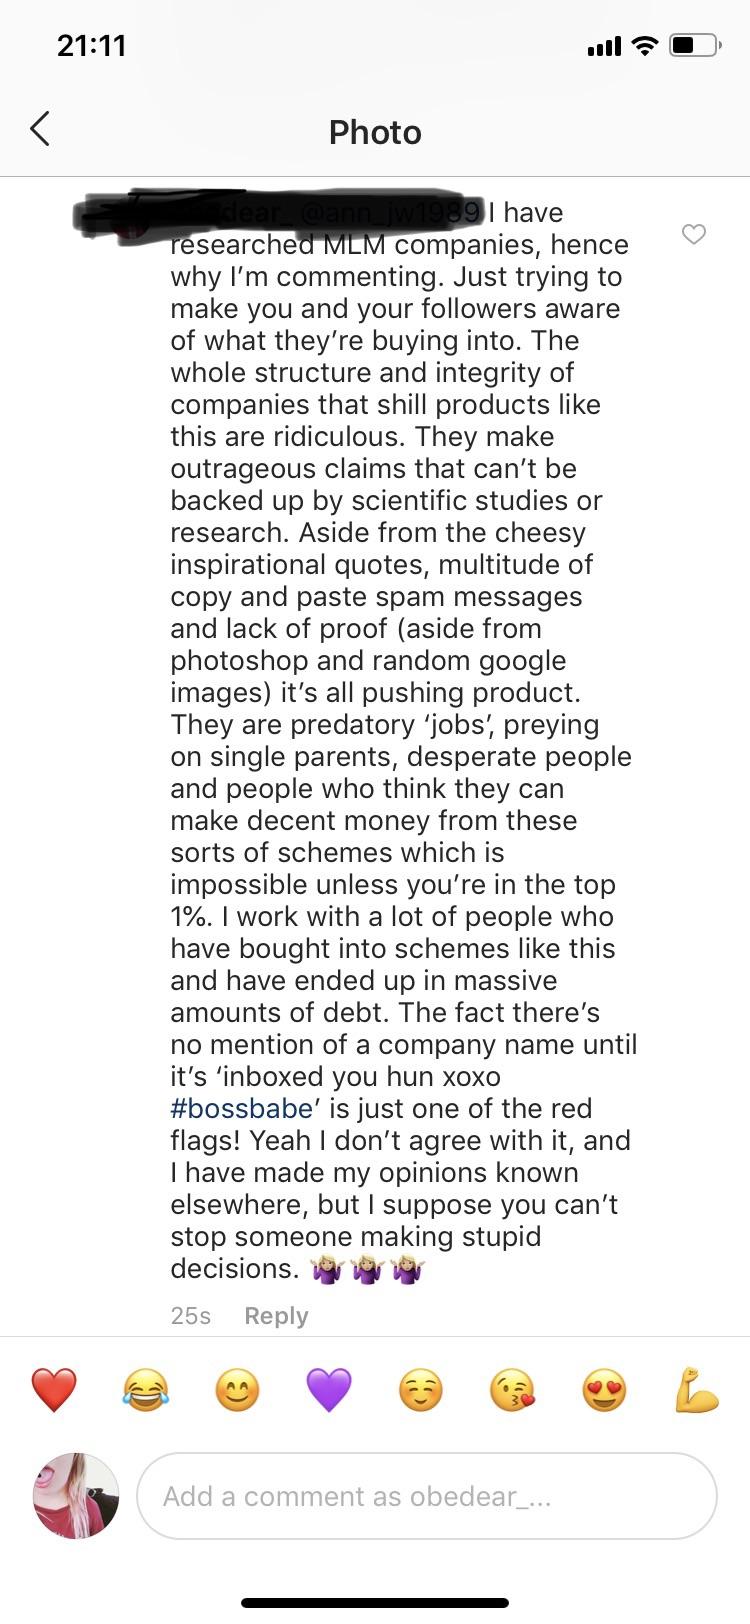 21:11
Photo
I have
researched MLM companies, hence
why I’m commenting. Just trying to
make you and your followers aware
of what they’re buying into. The
whole structure and integrity of
companies that shill products like
this are ridiculous. They make
outrageous claims that can’t be
backed up by scientific studies or
research. Aside from the cheesy
inspirational quotes, multitude of
copy and paste spam messages
and lack of proof (aside from
photoshop and random google
images) it’s all pushing product.
They are predatory ‘jobs’, preying
on single parents, desperate people
and people who think they can
make decent money from these
sorts of schemes which is
impossible unless you’re in the top
1%. I work with a lot of people who
have bought into schemes like this
and have ended up in massive
amounts of debt. The fact there’s
no mention of a company name until
it’s ‘inboxed you hun xoxo
#bossbabe’ is just one of the red
flags! Yeah I don’t agree with it, and
I have made my opinions known
elsewhere, but I suppose you can’t
stop someone making stupid
decisions. 🤷🏼‍♀️🤷🏼‍♀️🤷🏼‍♀️
25s Reply
Add a comment as obedear_...